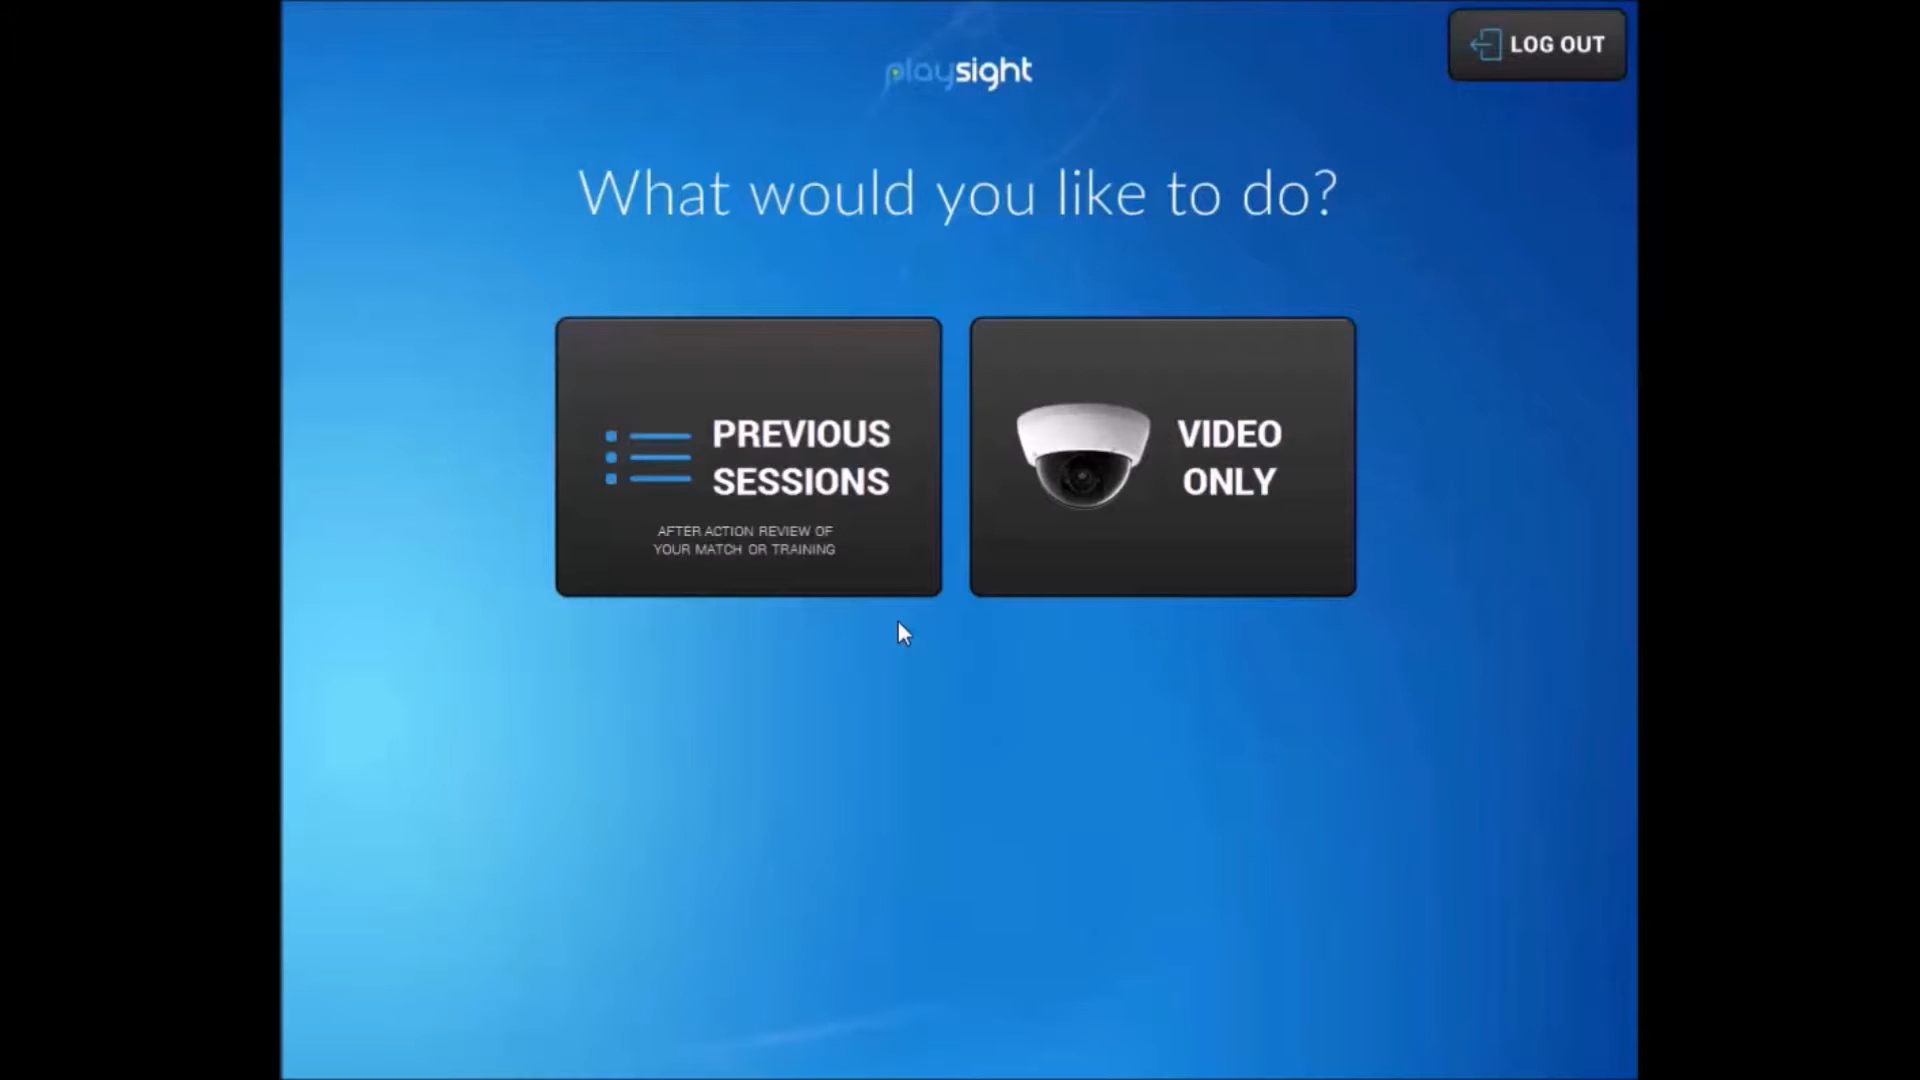 LOG OUT
playsight
What would you like to do?
PREVIOUS
SESSIONS
AFTER ACTION REVIEW OF
YOUR MATCH OR TRAINING
VIDEO
ONLY